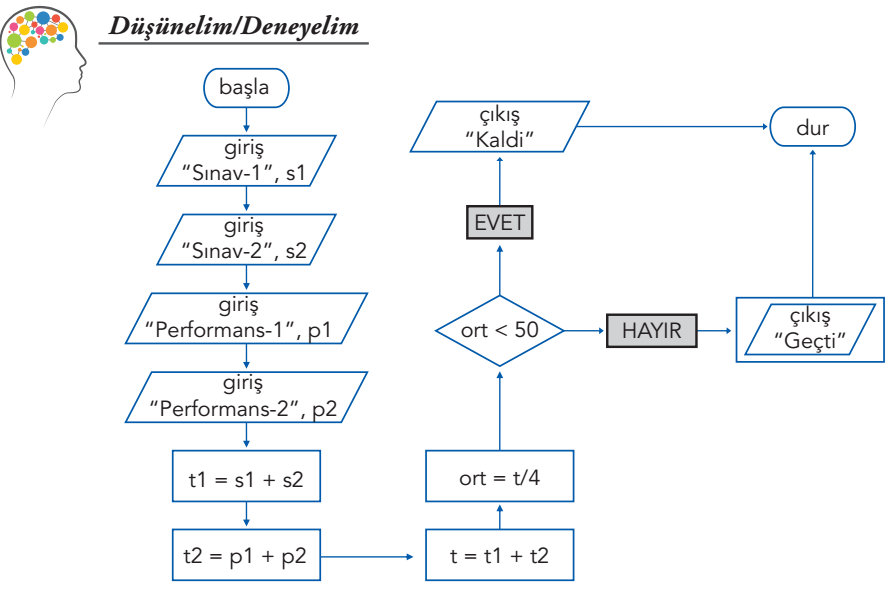 Düşünelim/Deneyelim
başla
giriş
“Sınav-1”, s1
giriş
“Sınav-2”, s2
giriş
“Performans-1”, p1
giriş
“Performans-2”, p2
t1 = s1 + s2
t2 = p1 + p2
t = t1 + t2
ort = t/4
ort < 50
EVET
çıkış
“Kaldi”
HAYIR
çıkış
“Geçti”
dur